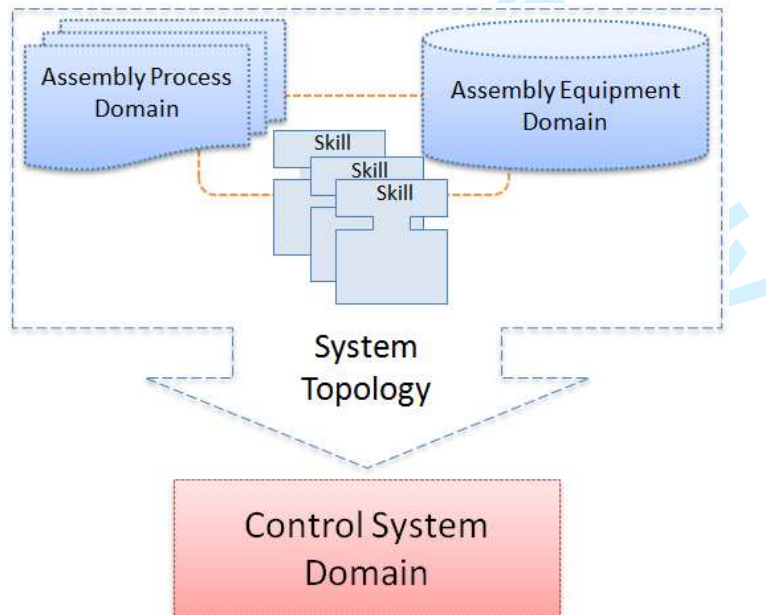 Assembly Process
Domain
Assembly Equipment
Domain
Skill
Skill
Skill
System
Topology
Control System
Domain